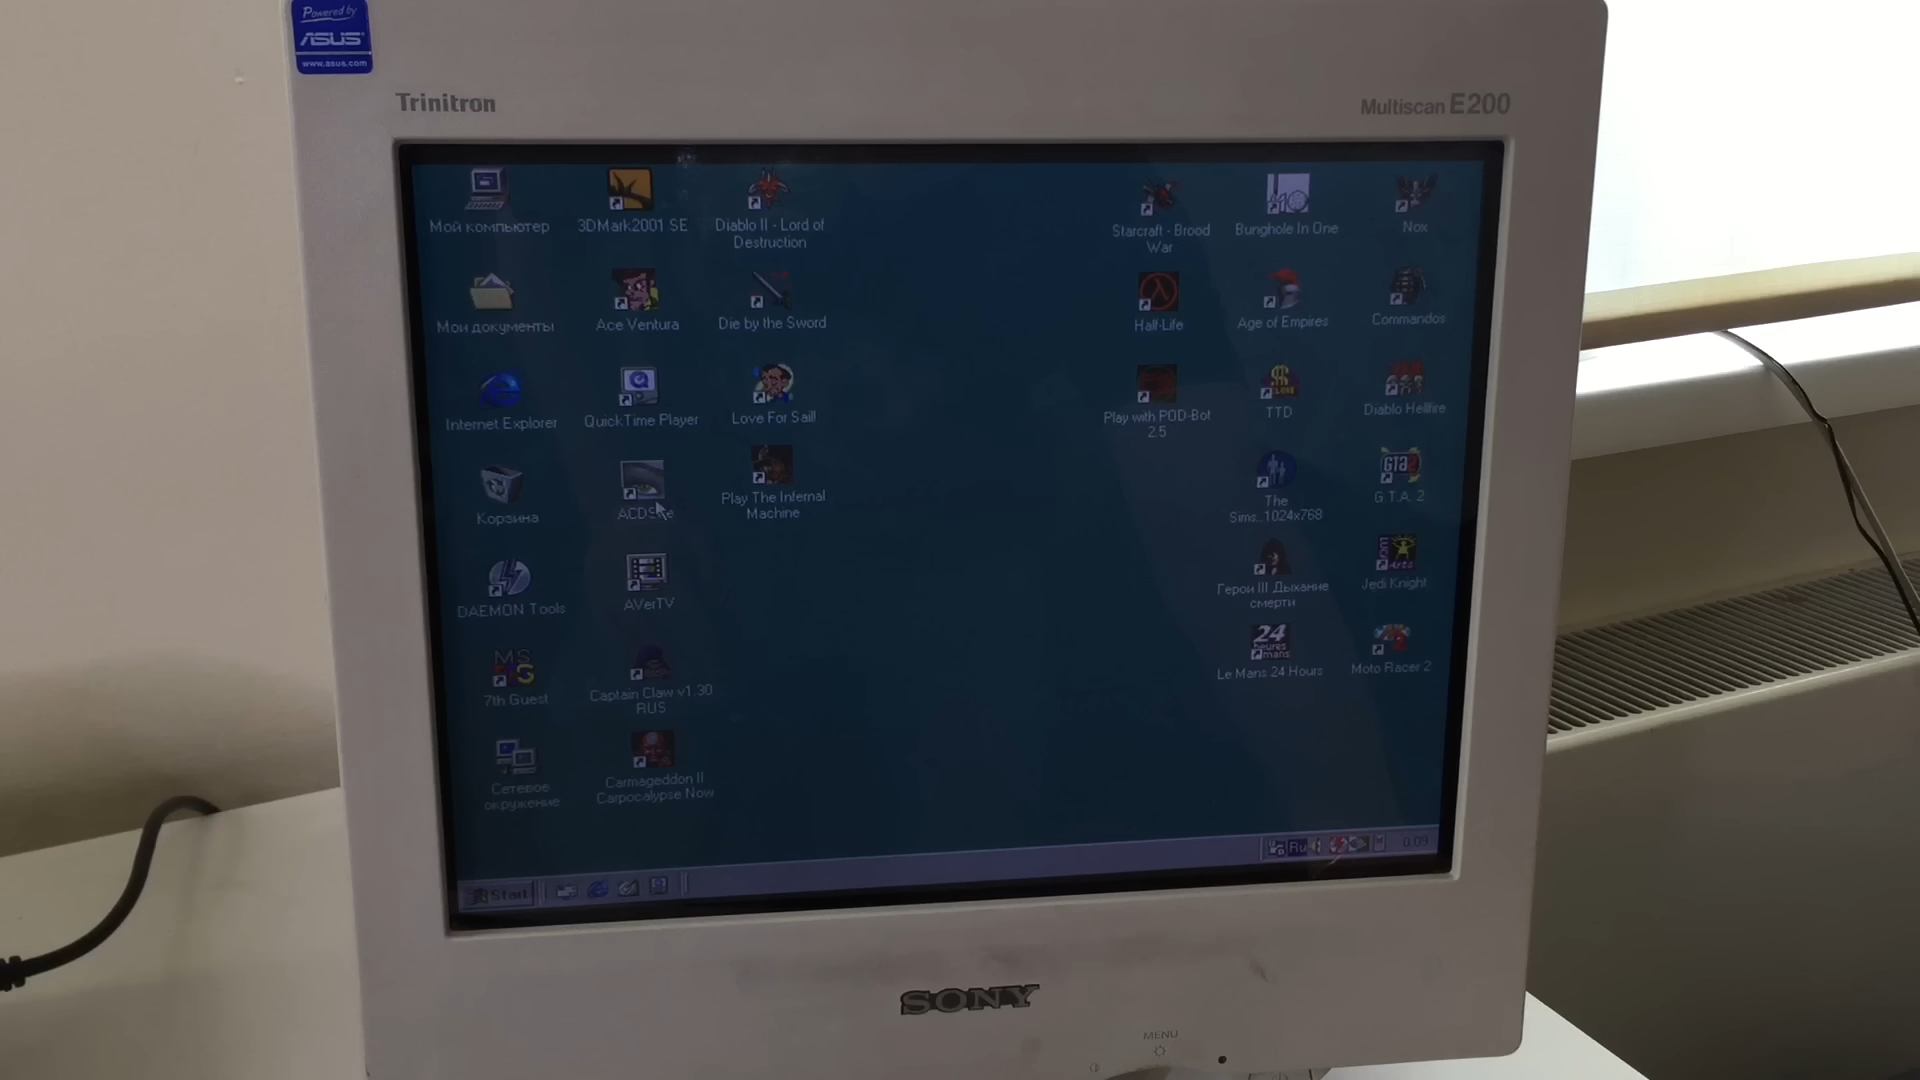 Powered by
ASUS
www.asus.com
Trinitron
Multiscan E200
Мой компьютер
3DMark2001 SE
Diablo II - Lord of
Destruction
Starcraft - Brood
War
Bunghole In One
Nox
Мои документы
Ace Ventura
Die by the Sword
Half-Life
Age of Empires
Commandos
Internet Explorer
QuickTime Player
Love For Sail!
Play with POD-Bot
2.5
TTD
Diablo Hellfire
Корзина
Play The Infernal
Machine
The
Sims...1024x768
GTA2
G.T.A. 2
DAEMON Tools
AVerTV
Герои III Дыхание
смерти
Jedi Knight
MS
7th Guest
Captain Claw v1.30
RUS
24
Le Mans 24 Hours
Moto Racer 2
Сетевое
окружение
Carmageddon II
Carpocalypse Now
Start
Ru
0:09
SONY
MENU